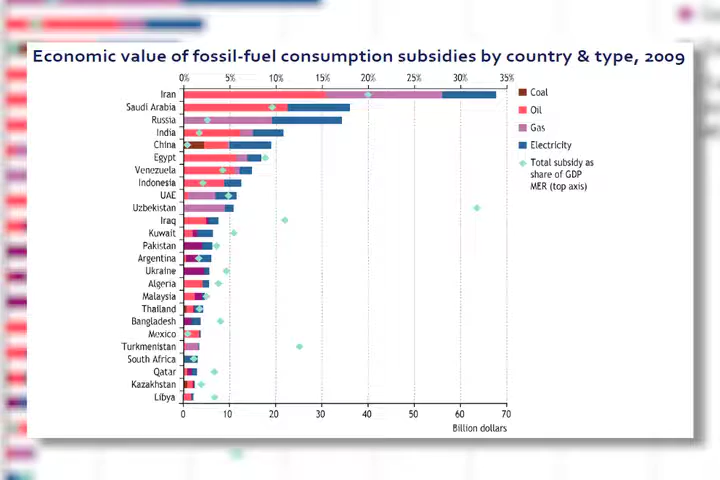 Economic value of fossil-fuel consumption subsidies by country & type, 2009
0% 5% 10% 15% 20% 25% 30% 35%
Iran
Saudi Arabia
Russia
India
China
Egypt
Venezuela
Indonesia
UAE
Uzbekistan
Iraq
Kuwait
Pakistan
Argentina
Ukraine
Algeria
Malaysia
Thailand
Bangladesh
Mexico
Turkmenistan
South Africa
Qatar
Kazakhstan
Libya
0 10 20 30 40 50 60 70
Billion dollars
Coal
Oil
Gas
Electricity
Total subsidy as
share of GDP
MER (top axis)